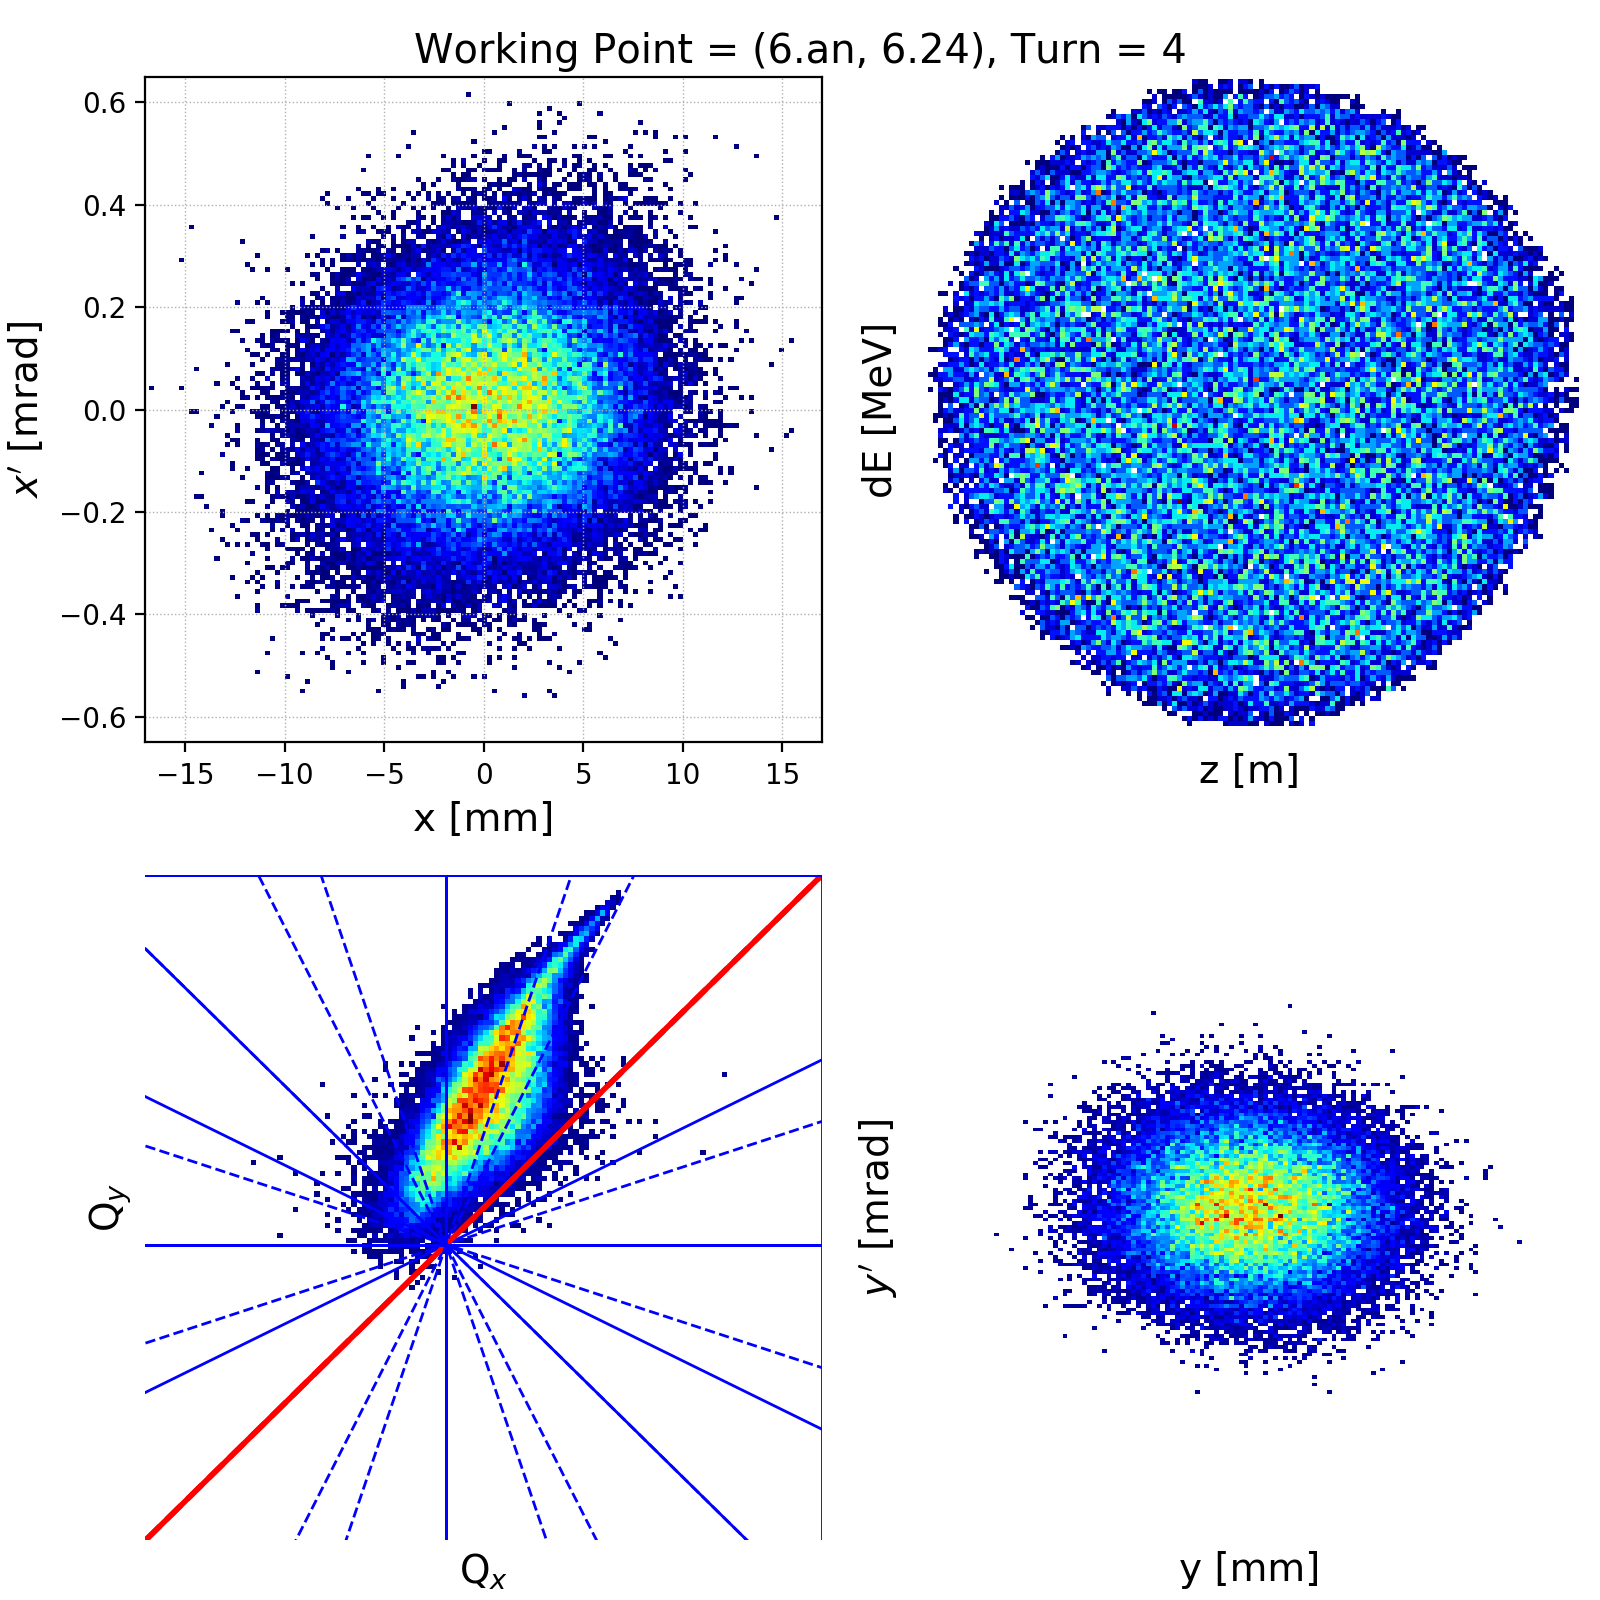 Working Point = (6.an, 6.24), Turn = 4
0.6
0.4
0.2
0.0
−0.2
−0.4
−0.6
x′ [mrad]
−15 −10 −5 0 5 10 15
x [mm]
dE [MeV]
z [m]
Qy
Qx
y′ [mrad]
y [mm]